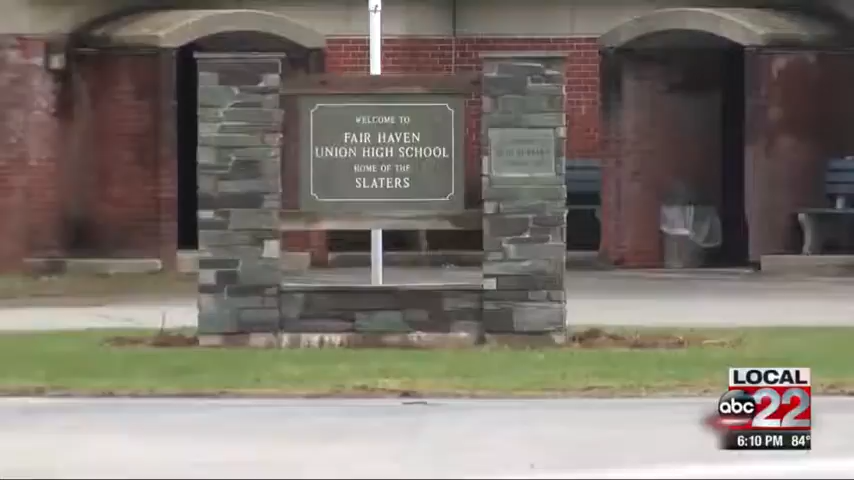 WELCOME TO
FAIR HAVEN
UNION HIGH SCHOOL
HOME OF THE
SLATERS
LOCAL
abc 22
6:10 PM 84°